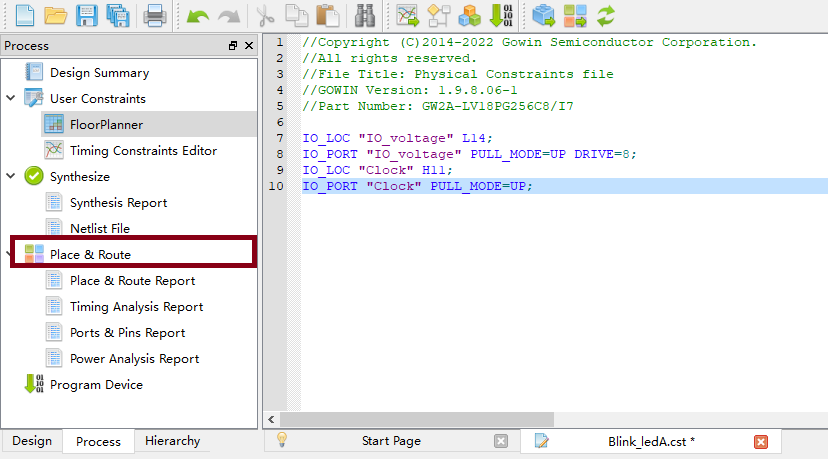 Process
Design Summary
User Constraints
FloorPlanner
Timing Constraints Editor
Synthesize
Synthesis Report
Netlist File
Place & Route
Place & Route Report
Timing Analysis Report
Ports & Pins Report
Power Analysis Report
Program Device
Design
Process
Hierarchy
1 //Copyright (C)2014-2022 Gowin Semiconductor Corporation.
2 //All rights reserved.
3 //File Title: Physical Constraints file
4 //GOWIN Version: 1.9.8.06-1
5 //Part Number: GW2A-LV18PG256C8/I7
6
7 IO_LOC "IO_voltage" L14;
8 IO_PORT "IO_voltage" PULL_MODE=UP DRIVE=8;
9 IO_LOC "Clock" H11;
10 IO_PORT "Clock" PULL_MODE=UP;
Start Page
Blink_ledA.cst *